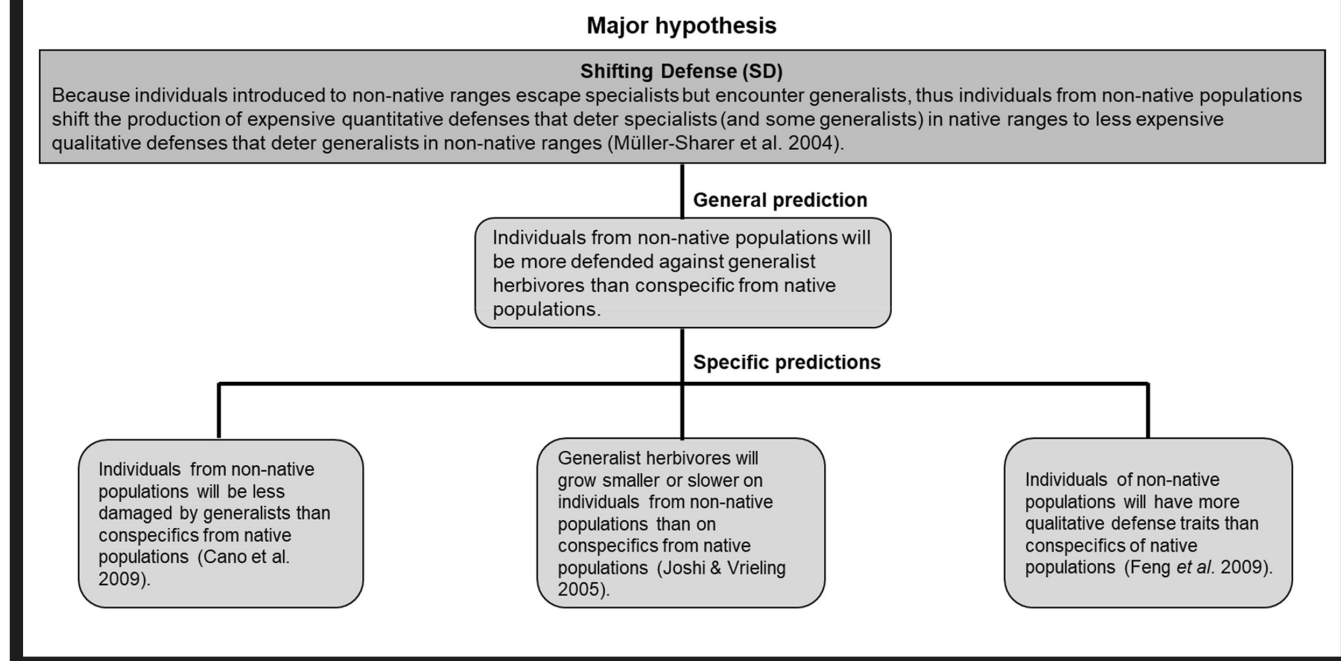 Major hypothesis
Shifting Defense (SD)
Because individuals introduced to non-native ranges escape specialists but encounter generalists, thus individuals from non-native populations
shift the production of expensive quantitative defenses that deter specialists (and some generalists) in native ranges to less expensive
qualitative defenses that deter generalists in non-native ranges (Müller-Sharer et al. 2004).
General prediction
Individuals from non-native populations will
be more defended against generalist
herbivores than conspecific from native
populations.
Specific predictions
Individuals from non-native
populations will be less
damaged by generalists than
conspecifics from native
populations (Cano et al.
2009).
Generalist herbivores will
grow smaller or slower on
individuals from non-native
populations than on
conspecifics from native
populations (Joshi & Vrieling
2005).
Individuals of non-native
populations will have more
qualitative defense traits than
conspecifics of native
populations (Feng et al. 2009).